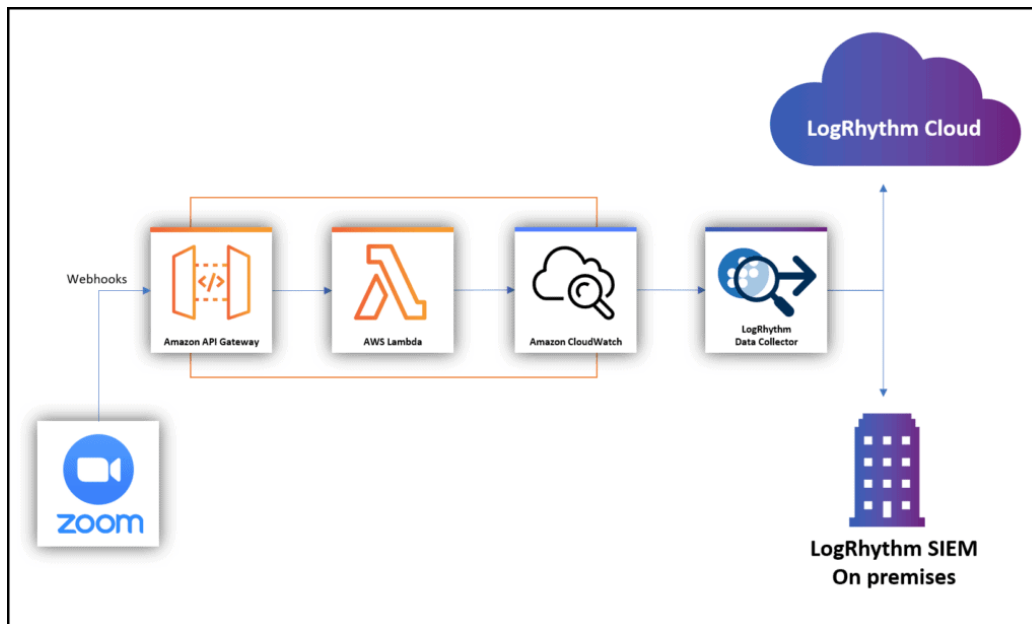 LogRhythm Cloud
Webhooks
Amazon API Gateway
AWS Lambda
Amazon CloudWatch
LogRhythm
Data Collector
zoom
LogRhythm SIEM
On premises